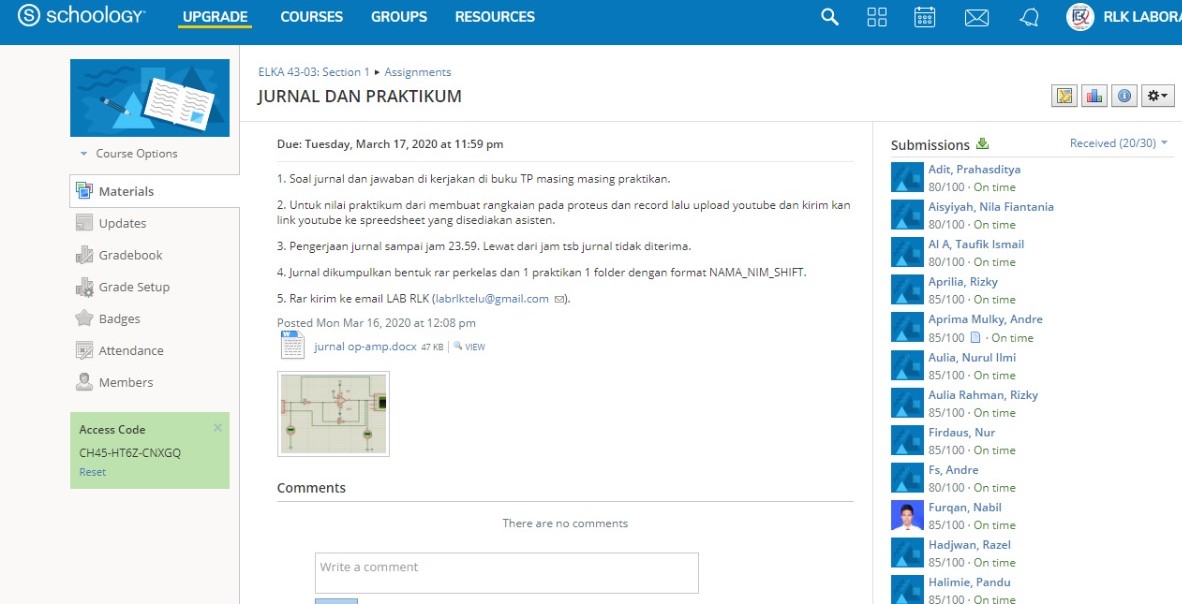 schoology
UPGRADE
COURSES
GROUPS
RESOURCES
RLK LABORA
Course Options
Materials
Updates
Gradebook
Grade Setup
Badges
Attendance
Members
Access Code
CH45-HT6Z-CNXGQ
Reset
ELKA 43-03: Section 1 ▸ Assignments
JURNAL DAN PRAKTIKUM
Due: Tuesday, March 17, 2020 at 11:59 pm
1. Soal jurnal dan jawaban di kerjakan di buku TP masing masing praktikan.
2. Untuk nilai praktikum dari membuat rangkaian pada proteus dan record lalu upload youtube dan kirim kan
link youtube ke spreedsheet yang disediakan asisten.
3. Pengerjaan jurnal sampai jam 23.59. Lewat dari jam tsb jurnal tidak diterima.
4. Jurnal dikumpulkan bentuk rar perkelas dan 1 praktikan 1 folder dengan format NAMA_NIM_SHIFT.
5. Rar kirim ke email LAB RLK (labrlktelu@gmail.com ).
Posted Mon Mar 16, 2020 at 12:08 pm
jurnal op-amp.docx 47 KB | VIEW
Comments
There are no comments
Write a comment
Submissions
Received (20/30)
Adit, Prahasditya
80/100 · On time
Aisyiyah, Nila Fiantania
80/100 · On time
Al A, Taufik Ismail
80/100 · On time
Aprilia, Rizky
85/100 · On time
Aprima Mulky, Andre
85/100 · On time
Aulia, Nurul Ilmi
85/100 · On time
Aulia Rahman, Rizky
85/100 · On time
Firdaus, Nur
85/100 · On time
Fs, Andre
80/100 · On time
Furqan, Nabil
85/100 · On time
Hadjwan, Razel
85/100 · On time
Halimie, Pandu
85/100 · On time